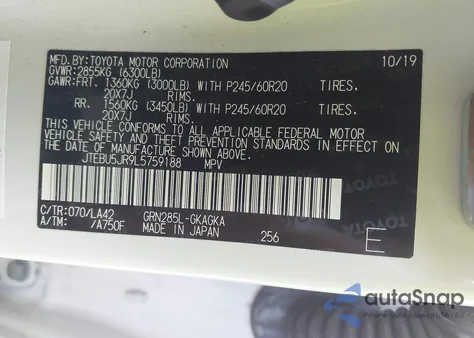 MFD.BY: TOYOTA MOTOR CORPORATION 10/19
GVWR: 2855KG (6300LB)
GAWR: FRT. 1360KG (3000LB) WITH P245/60R20 TIRES.
20X7J RIMS.
RR. 1560KG (3450LB) WITH P245/60R20 TIRES.
20X7J RIMS.
THIS VEHICLE CONFORMS TO ALL APPLICABLE FEDERAL MOTOR
VEHICLE SAFETY STANDARDS AND THEFT PREVENTION STANDARDS IN EFFECT ON
THE DATE OF MANUFACTURE SHOWN ABOVE.
JTEBU5JR9L5759188 MPV
C/TR:070/LA42 GRN285L-GKAGKA
A/TM: /A750F MADE IN JAPAN 256 E
autoSnap